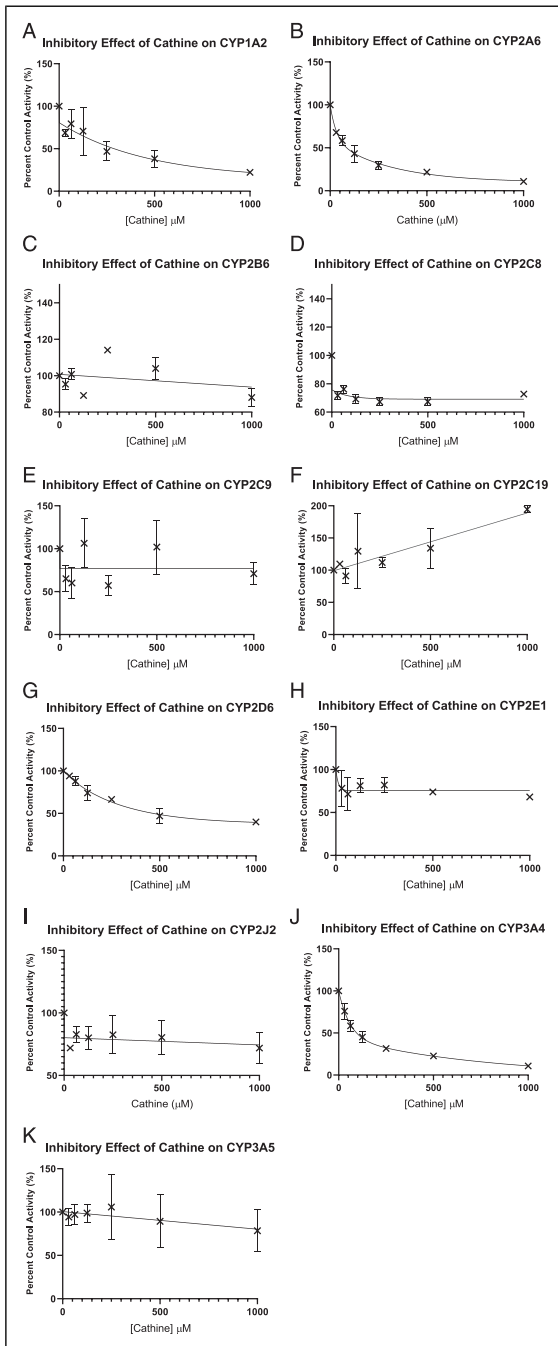 A
Inhibitory Effect of Cathine on CYP1A2
Percent Control Activity (%)
150
100
50
0
0
500
1000
[Cathine] μM
B
Inhibitory Effect of Cathine on CYP2A6
Percent Control Activity (%)
150
100
50
0
0
500
1000
Cathine (μM)
C
Inhibitory Effect of Cathine on CYP2B6
Percent Control Activity (%)
140
120
100
80
0
500
1000
[Cathine] μM
D
Inhibitory Effect of Cathine on CYP2C8
Percent Control Activity (%)
140
120
100
80
60
0
500
1000
[Cathine] μM
E
Inhibitory Effect of Cathine on CYP2C9
Percent Control Activity (%)
150
100
50
0
0
500
1000
[Cathine] μM
F
Inhibitory Effect of Cathine on CYP2C19
Percent Control Activity (%)
200
150
100
50
0
0
500
1000
[Cathine] μM
G
Inhibitory Effect of Cathine on CYP2D6
Percent Control Activity (%)
150
100
50
0
0
500
1000
[Cathine] μM
H
Inhibitory Effect of Cathine on CYP2E1
Percent Control Activity (%)
150
100
50
0
0
500
1000
[Cathine] μM
I
Inhibitory Effect of Cathine on CYP2J2
Percent Control Activity (%)
150
100
50
0
500
1000
Cathine (μM)
J
Inhibitory Effect of Cathine on CYP3A4
Percent Control Activity (%)
150
100
50
0
0
500
1000
[Cathine] μM
K
Inhibitory Effect of Cathine on CYP3A5
Percent Control Activity (%)
150
100
50
0
0
500
1000
[Cathine] μM